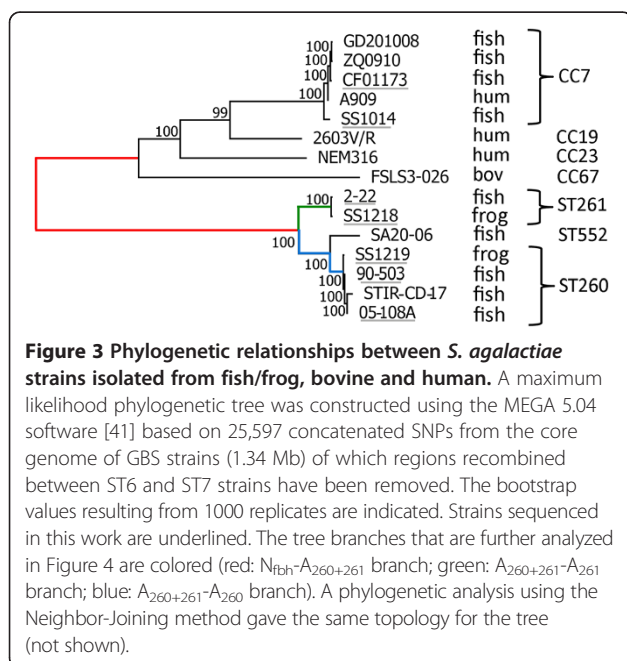 100 GD201008 fish
100 ZQ0910 fish
100 CF01173 fish CC7
100 A909 hum
SS1014 fish
99 2603V/R hum CC19
100 NEM316 hum CC23
FSLS3-026 bov CC67
100 2-22 fish ST261
SS1218 frog
100 SA20-06 fish ST552
100 SS1219 frog
90-503 fish ST260
100 STIR-CD-17 fish
100 05-108A fish
Figure 3 Phylogenetic relationships between S. agalactiae
strains isolated from fish/frog, bovine and human. A maximum
likelihood phylogenetic tree was constructed using the MEGA 5.04
software [41] based on 25,597 concatenated SNPs from the core
genome of GBS strains (1.34 Mb) of which regions recombined
between ST6 and ST7 strains have been removed. The bootstrap
values resulting from 1000 replicates are indicated. Strains sequenced
in this work are underlined. The tree branches that are further analyzed
in Figure 4 are colored (red: Nfbh-A260+261 branch; green: A260+261-A261
branch; blue: A260+261-A260 branch). A phylogenetic analysis using the
Neighbor-Joining method gave the same topology for the tree
(not shown).